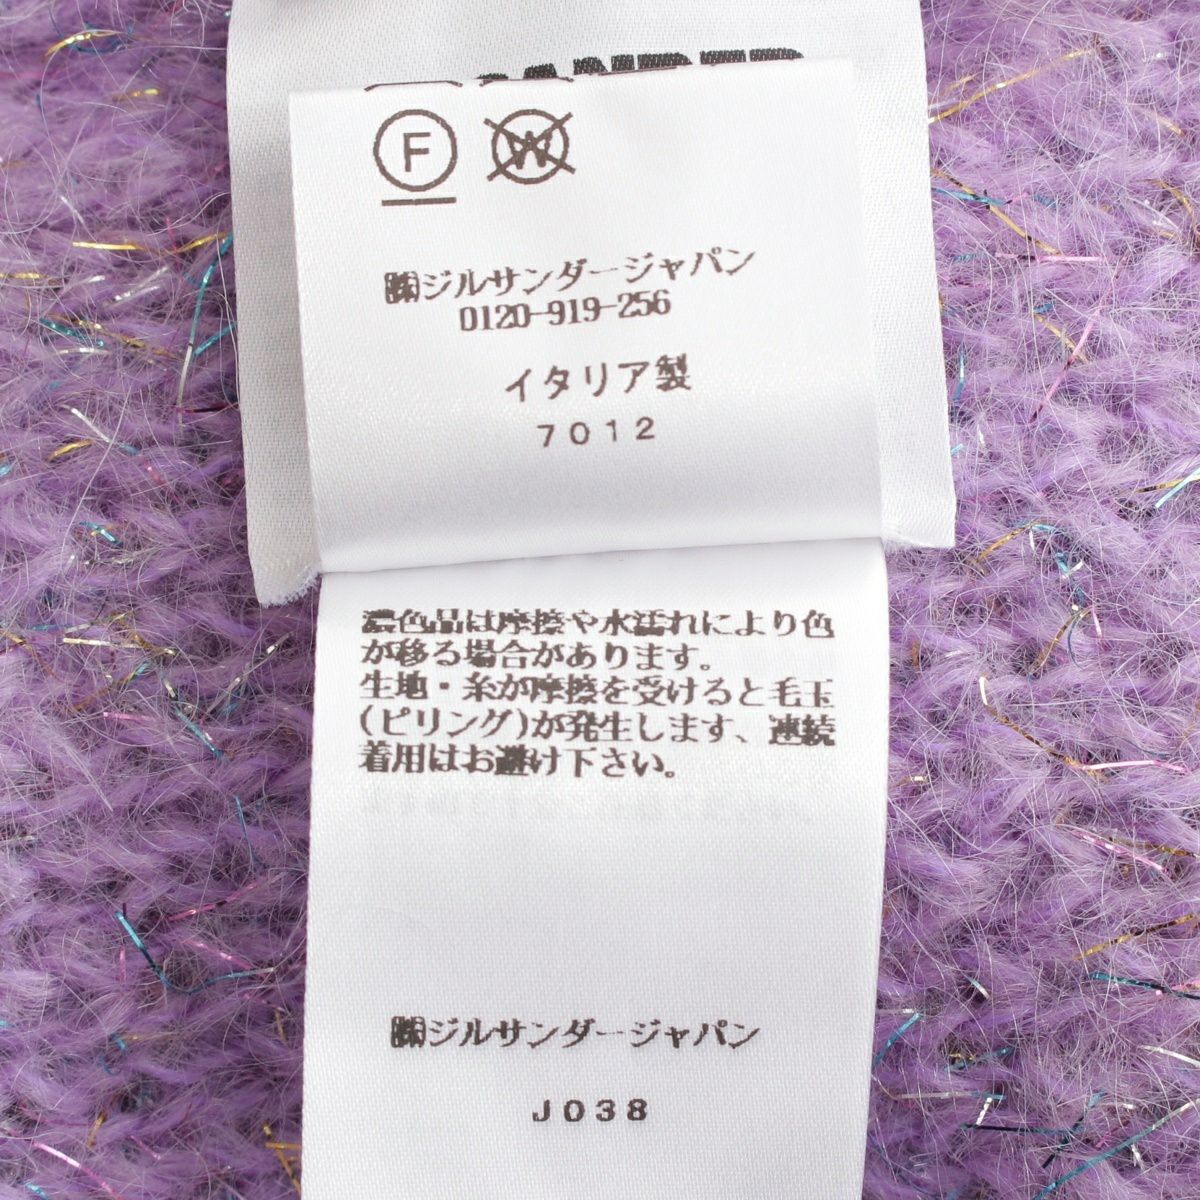 F W
㈱ジルサンダージャパン
0120-919-256
イタリア製
7012
濃色品は摩擦や水濡れにより色
が移る場合があります。
生地・糸が摩擦を受けると毛玉
(ピリング)が発生します、連続
着用はお避け下さい。
㈱ジルサンダージャパン
J038